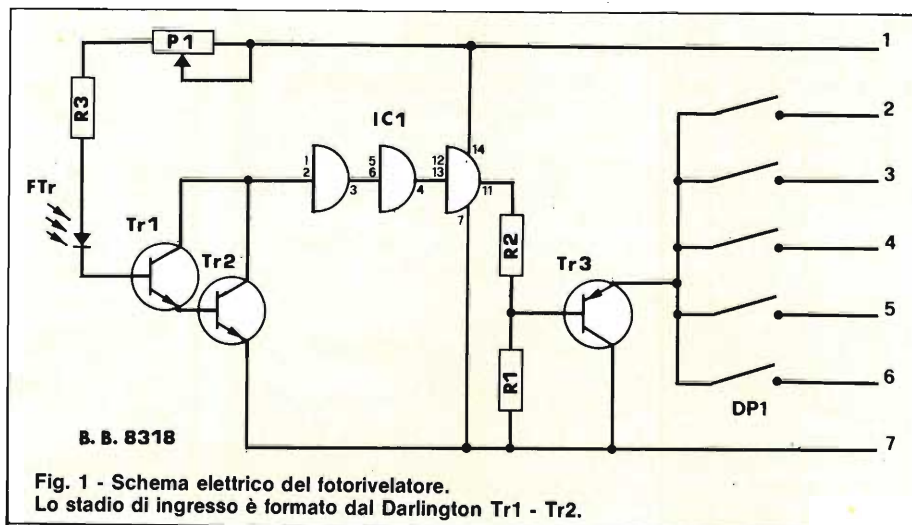 P1
1
R3
IC1
2
FTr
1
2
3
5
6
4
12
13
14
11
7
3
Tr1
Tr2
R2
Tr3
4
R1
5
6
DP1
B. B. 8318
7
Fig. 1 - Schema elettrico del fotorivelatore.
Lo stadio di ingresso è formato dal Darlington Tr1 - Tr2.